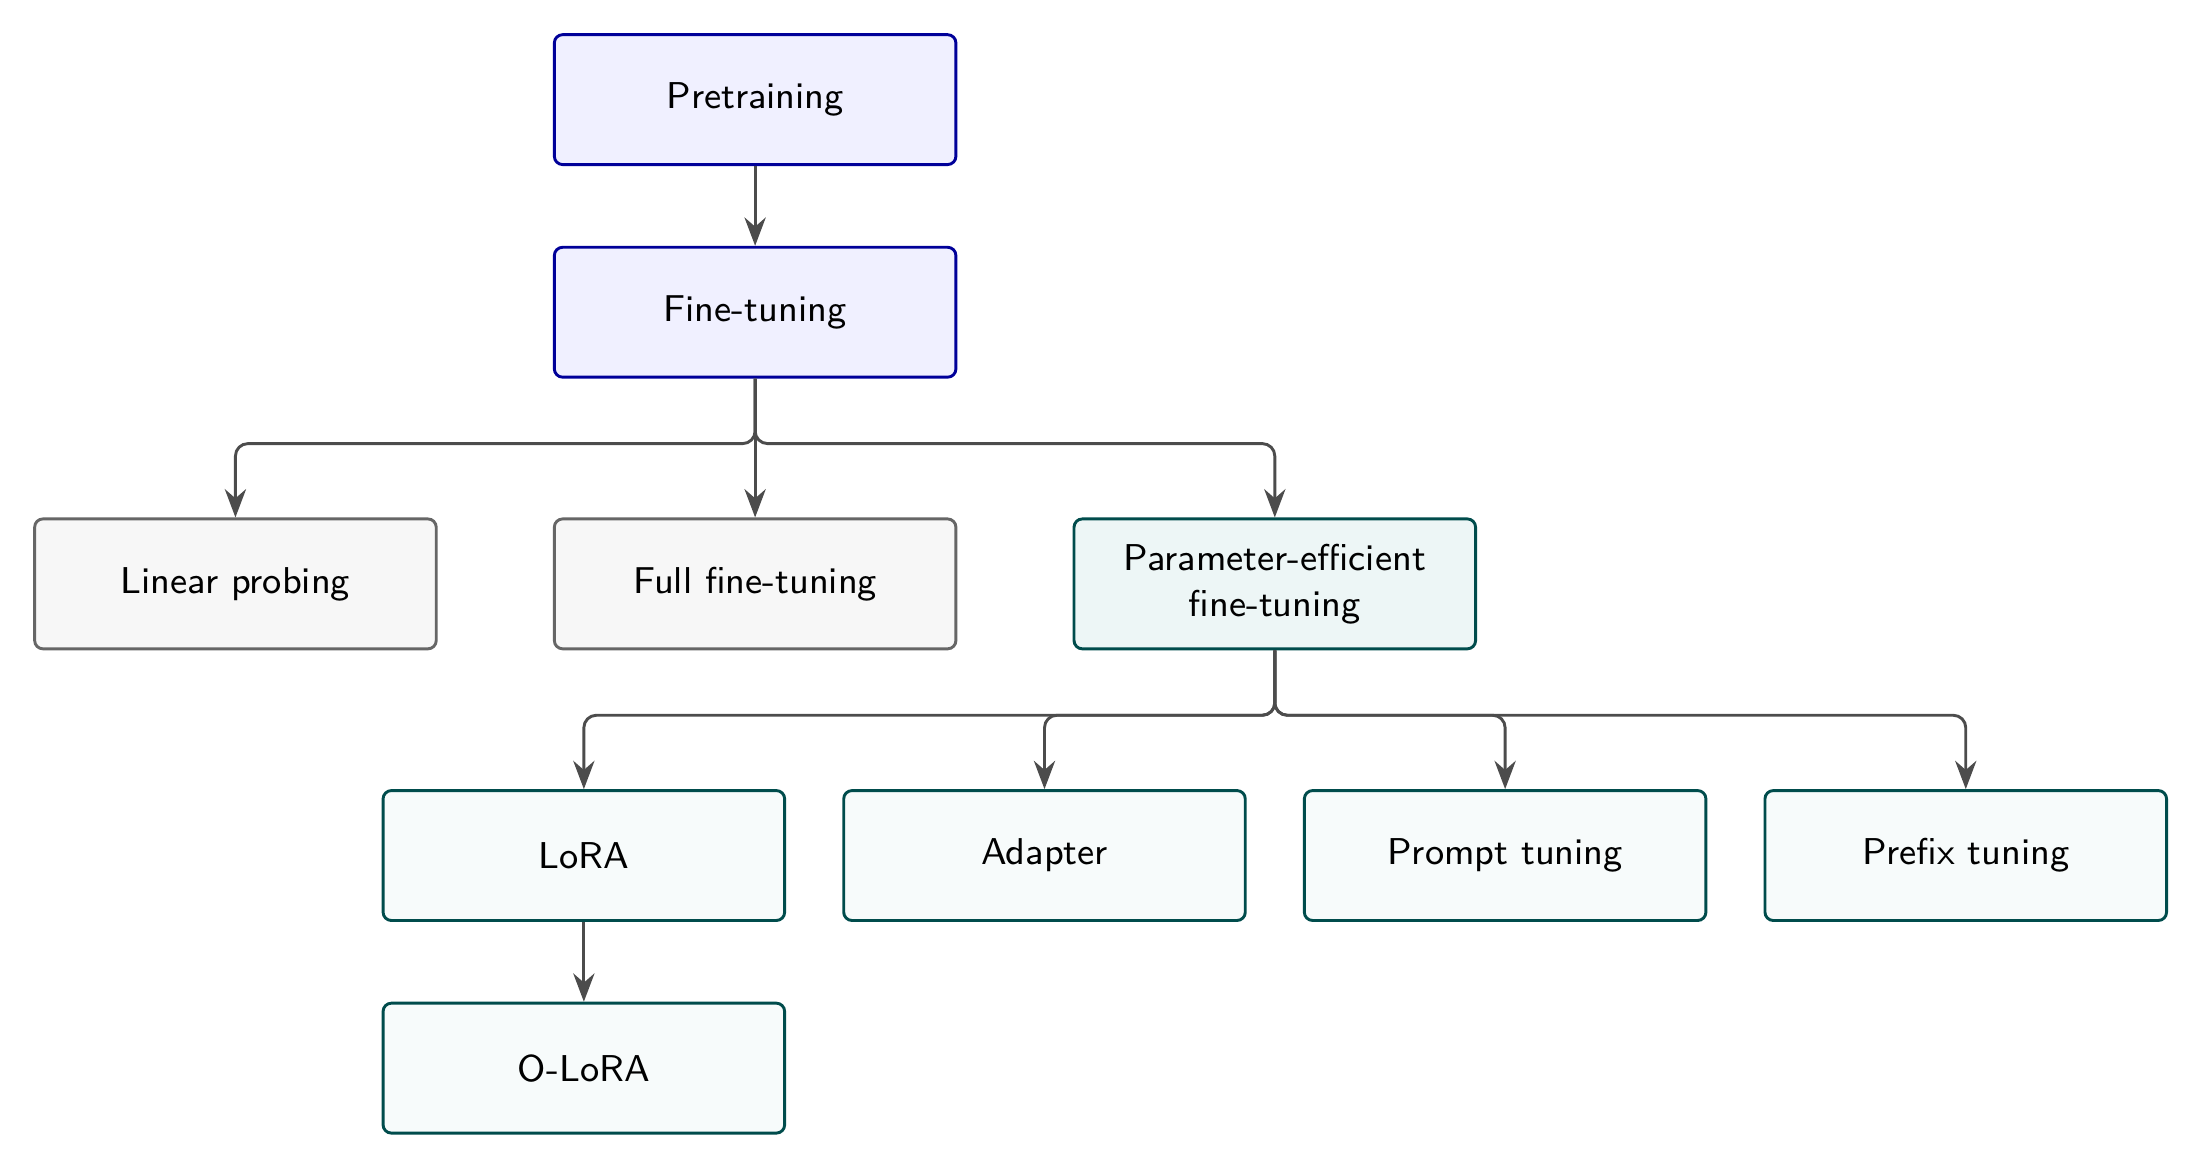 Pretraining
Fine-tuning
Linear probing
Full fine-tuning
Parameter-efficient
fine-tuning
LoRA
Adapter
Prompt tuning
Prefix tuning
O-LoRA